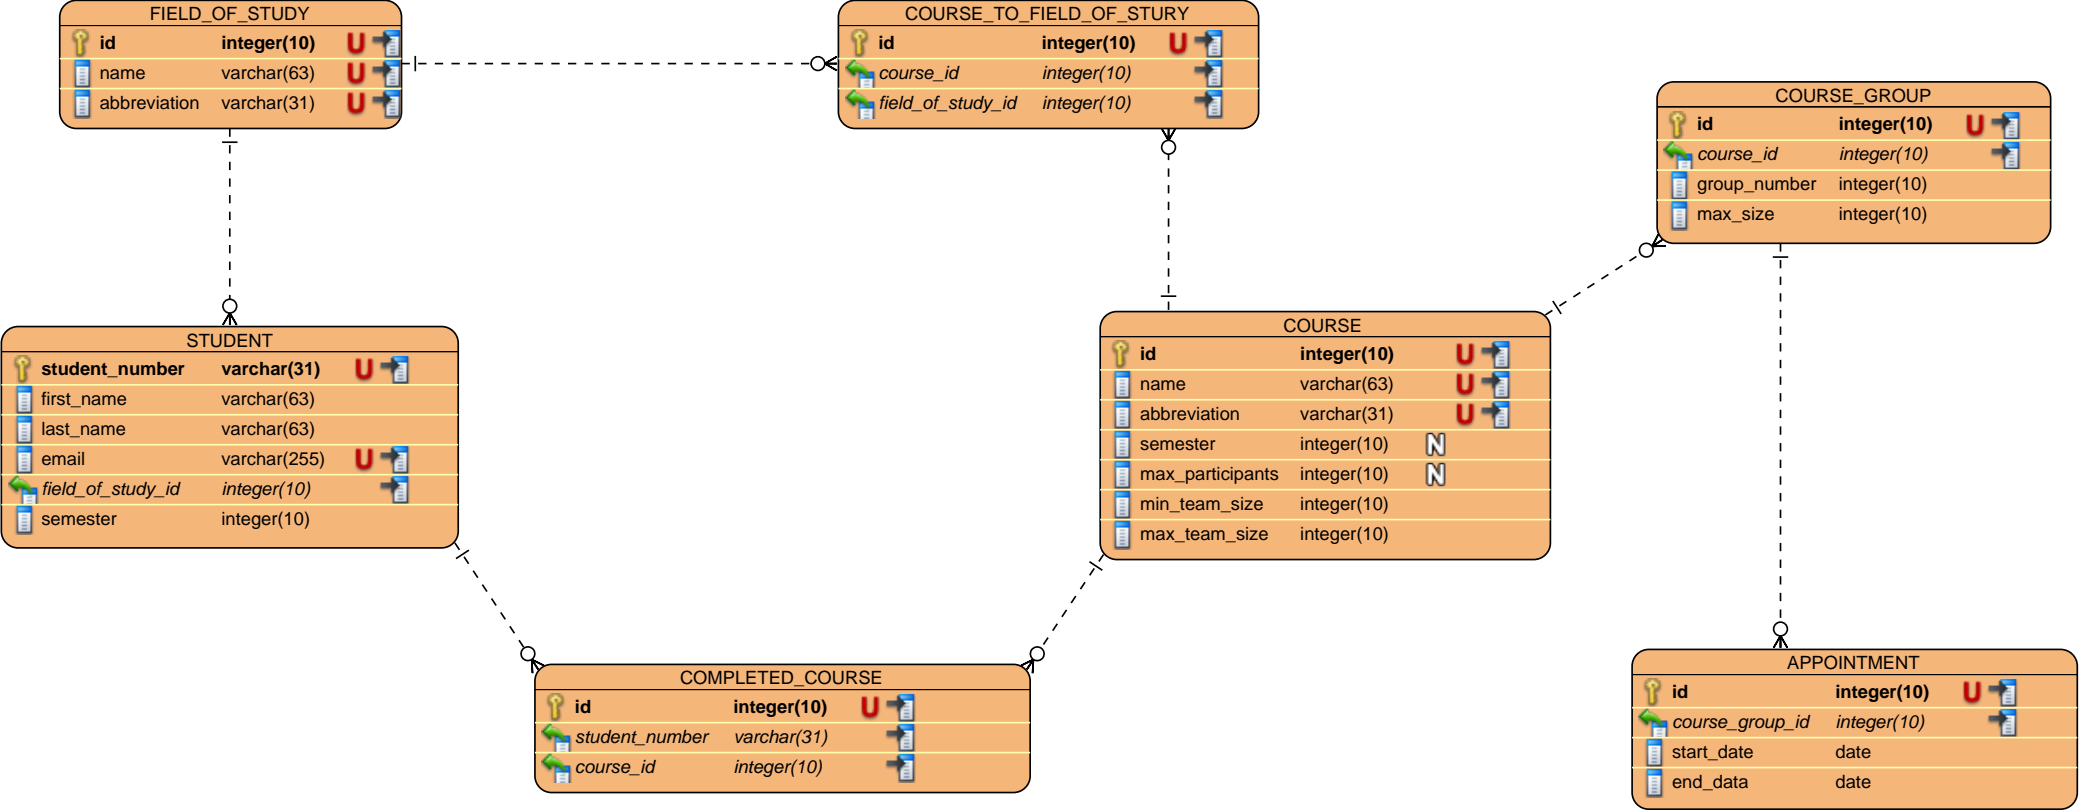 FIELD_OF_STUDY
id integer(10) U
name varchar(63) U
abbreviation varchar(31) U
COURSE_TO_FIELD_OF_STURY
id integer(10) U
course_id integer(10)
field_of_study_id integer(10)
COURSE_GROUP
id integer(10) U
course_id integer(10)
group_number integer(10)
max_size integer(10)
STUDENT
student_number varchar(31) U
first_name varchar(63)
last_name varchar(63)
email varchar(255) U
field_of_study_id integer(10)
semester integer(10)
COURSE
id integer(10) U
name varchar(63) U
abbreviation varchar(31) U
semester integer(10) N
max_participants integer(10) N
min_team_size integer(10)
max_team_size integer(10)
COMPLETED_COURSE
id integer(10) U
student_number varchar(31)
course_id integer(10)
APPOINTMENT
id integer(10) U
course_group_id integer(10)
start_date date
end_data date